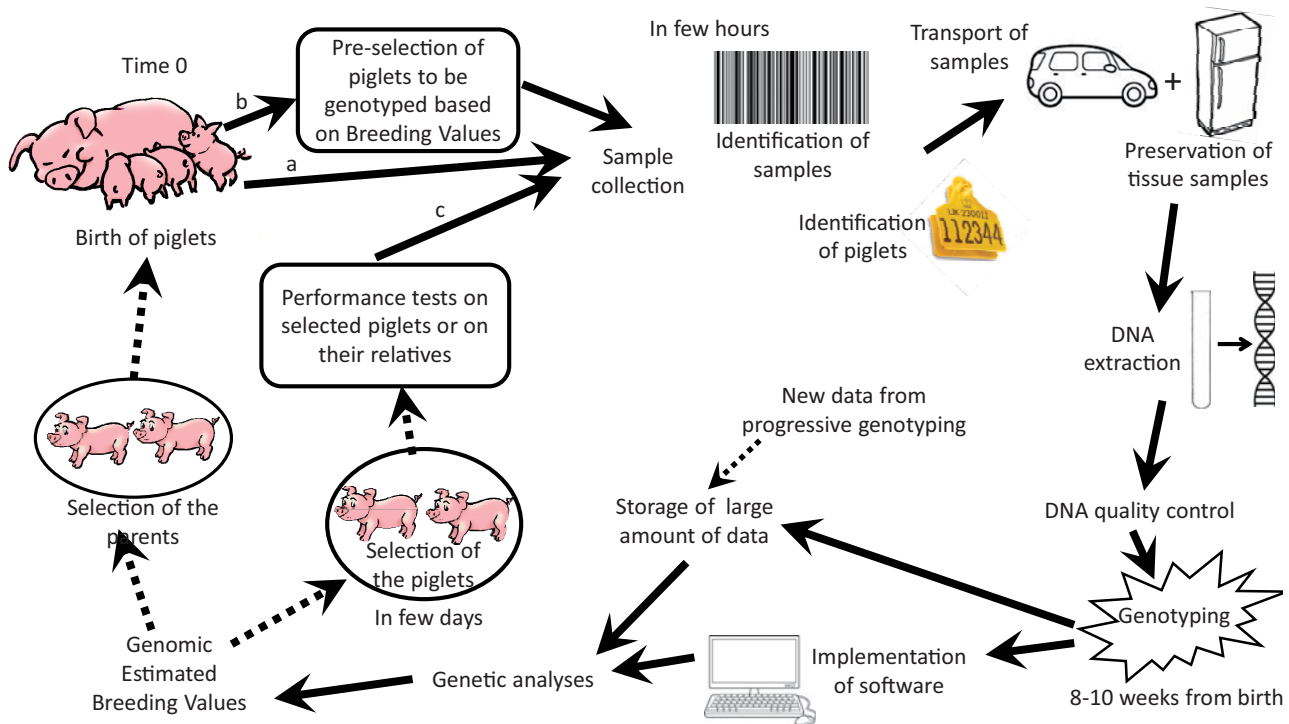 Time 0
b
a
c
Birth of piglets
Pre-selection of
piglets to be
genotyped based
on Breeding Values
Sample
collection
In few hours
Identification of
samples
Identification
of piglets
UK 230011
112344
Transport of
samples
+
Preservation of
tissue samples
DNA
extraction
DNA quality control
Genotyping
8-10 weeks from birth
New data from
progressive genotyping
Storage of large
amount of data
Implementation
of software
Genetic analyses
Genomic
Estimated
Breeding Values
Selection of the
parents
Selection of
the piglets
In few days
Performance tests on
selected piglets or on
their relatives